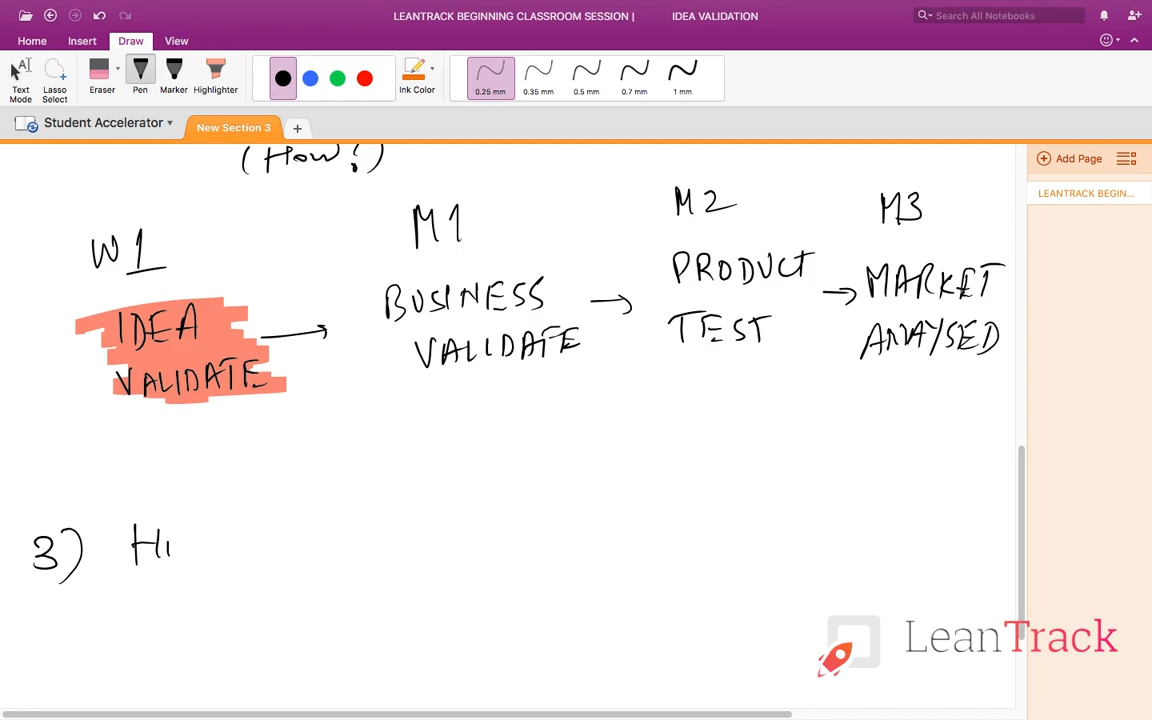 LEANTRACK BEGINNING CLASSROOM SESSION | IDEA VALIDATION
Search All Notebooks
Home Insert Draw View
Text Mode
Lasso Select
Eraser
Pen
Marker
Highlighter
Ink Color
0.25 mm
0.35 mm
0.5 mm
0.7 mm
1 mm
Student Accelerator
New Section 3
+
Add Page
LEANTRACK BEGIN...
(How?)
W1
IDEA
VALIDATE
M1
BUSINESS
VALIDATE
M2
PRODUCT
TEST
M3
MARKET
ANAYSED
3) HI
LeanTrack